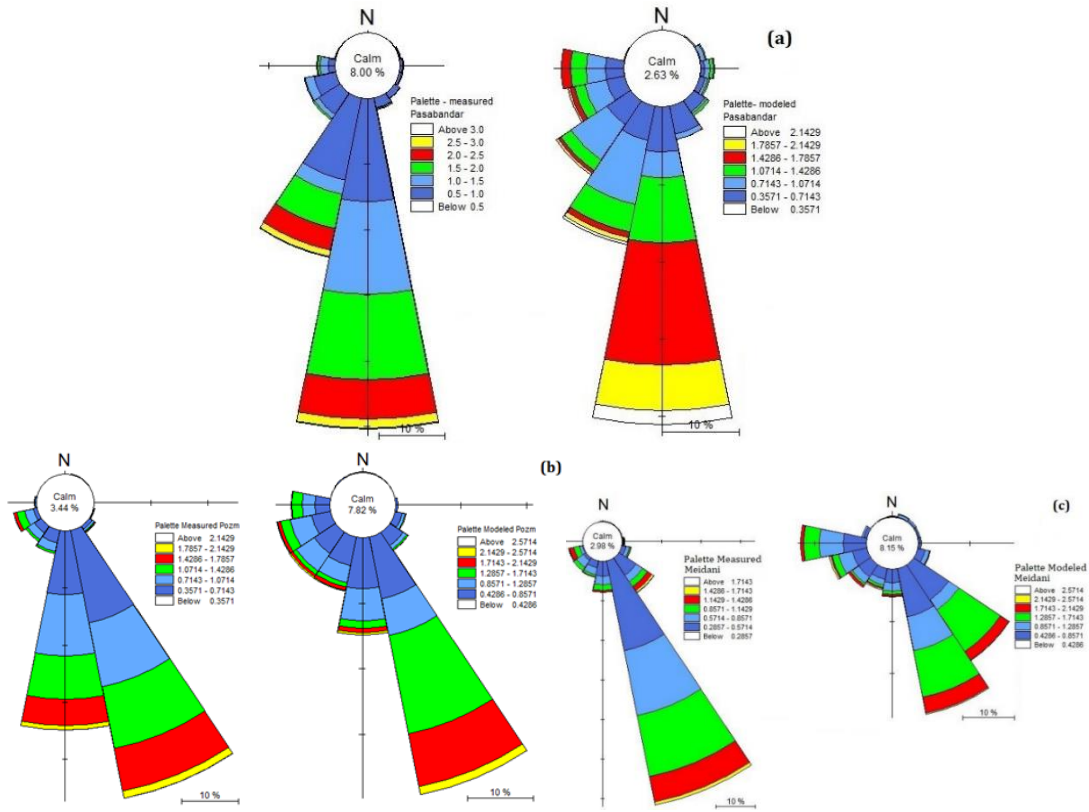 N
Calm
8.00 %
Palette - measured
Pasabandar
Above 3.0
2.5 - 3.0
2.0 - 2.5
1.5 - 2.0
1.0 - 1.5
0.5 - 1.0
Below 0.5
10 %
N
Calm
2.63 %
(a)
Palette- modeled
Pasabandar
Above 2.1429
1.7857 - 2.1429
1.4286 - 1.7857
1.0714 - 1.4286
0.7143 - 1.0714
0.3571 - 0.7143
Below 0.3571
10 %
N
Calm
3.44 %
Palette Measured Pozm
Above 2.1429
1.7857 - 2.1429
1.4286 - 1.7857
1.0714 - 1.4286
0.7143 - 1.0714
0.3571 - 0.7143
Below 0.3571
10 %
N
Calm
7.82 %
(b)
Palette Modeled Pozm
Above 2.5714
2.1429 - 2.5714
1.7143 - 2.1429
1.2857 - 1.7143
0.8571 - 1.2857
0.4286 - 0.8571
Below 0.4286
10 %
N
Calm
2.98 %
Palette Measured
Meidani
Above 1.7143
1.4286 - 1.7143
1.1429 - 1.4286
0.8571 - 1.1429
0.5714 - 0.8571
0.2857 - 0.5714
Below 0.2857
10 %
N
Calm
8.15 %
(c)
Palette Modeled
Meidani
Above 2.5714
2.1429 - 2.5714
1.7143 - 2.1429
1.2857 - 1.7143
0.8571 - 1.2857
0.4286 - 0.8571
Below 0.4286
10 %